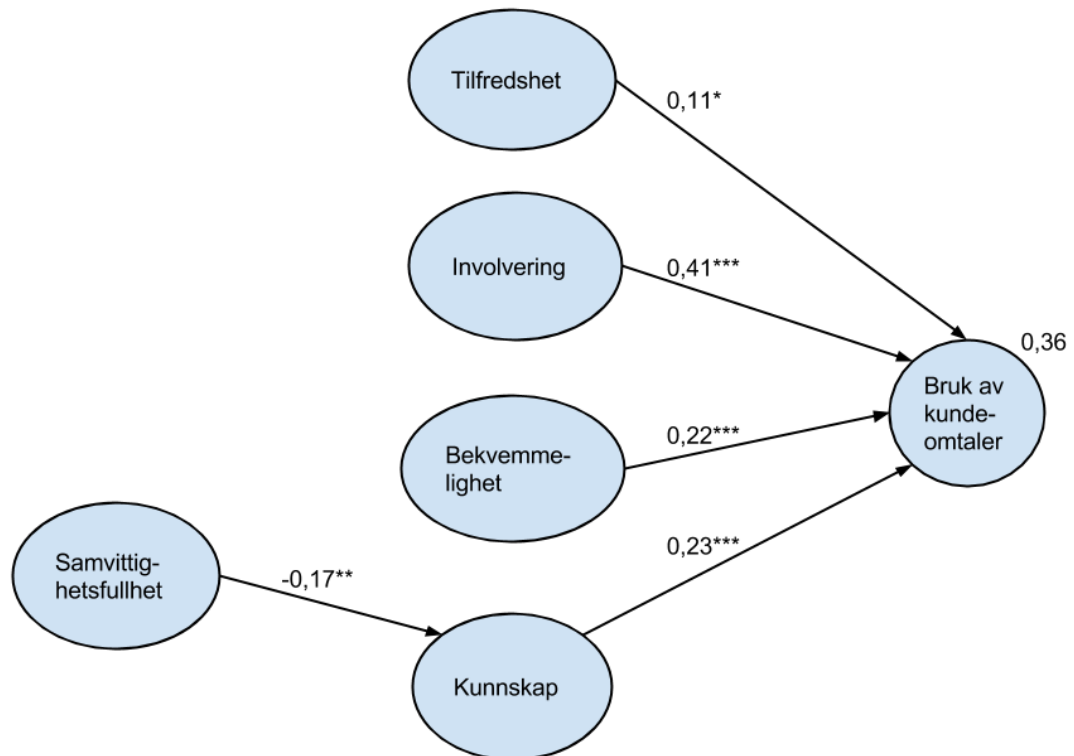 Tilfredshet
0,11*
Involvering
0,41***
0,36
Bruk av
kunde-
omtaler
Bekvemme-
lighet
0,22***
0,23***
Samvittig-
hetsfullhet
-0,17**
Kunnskap